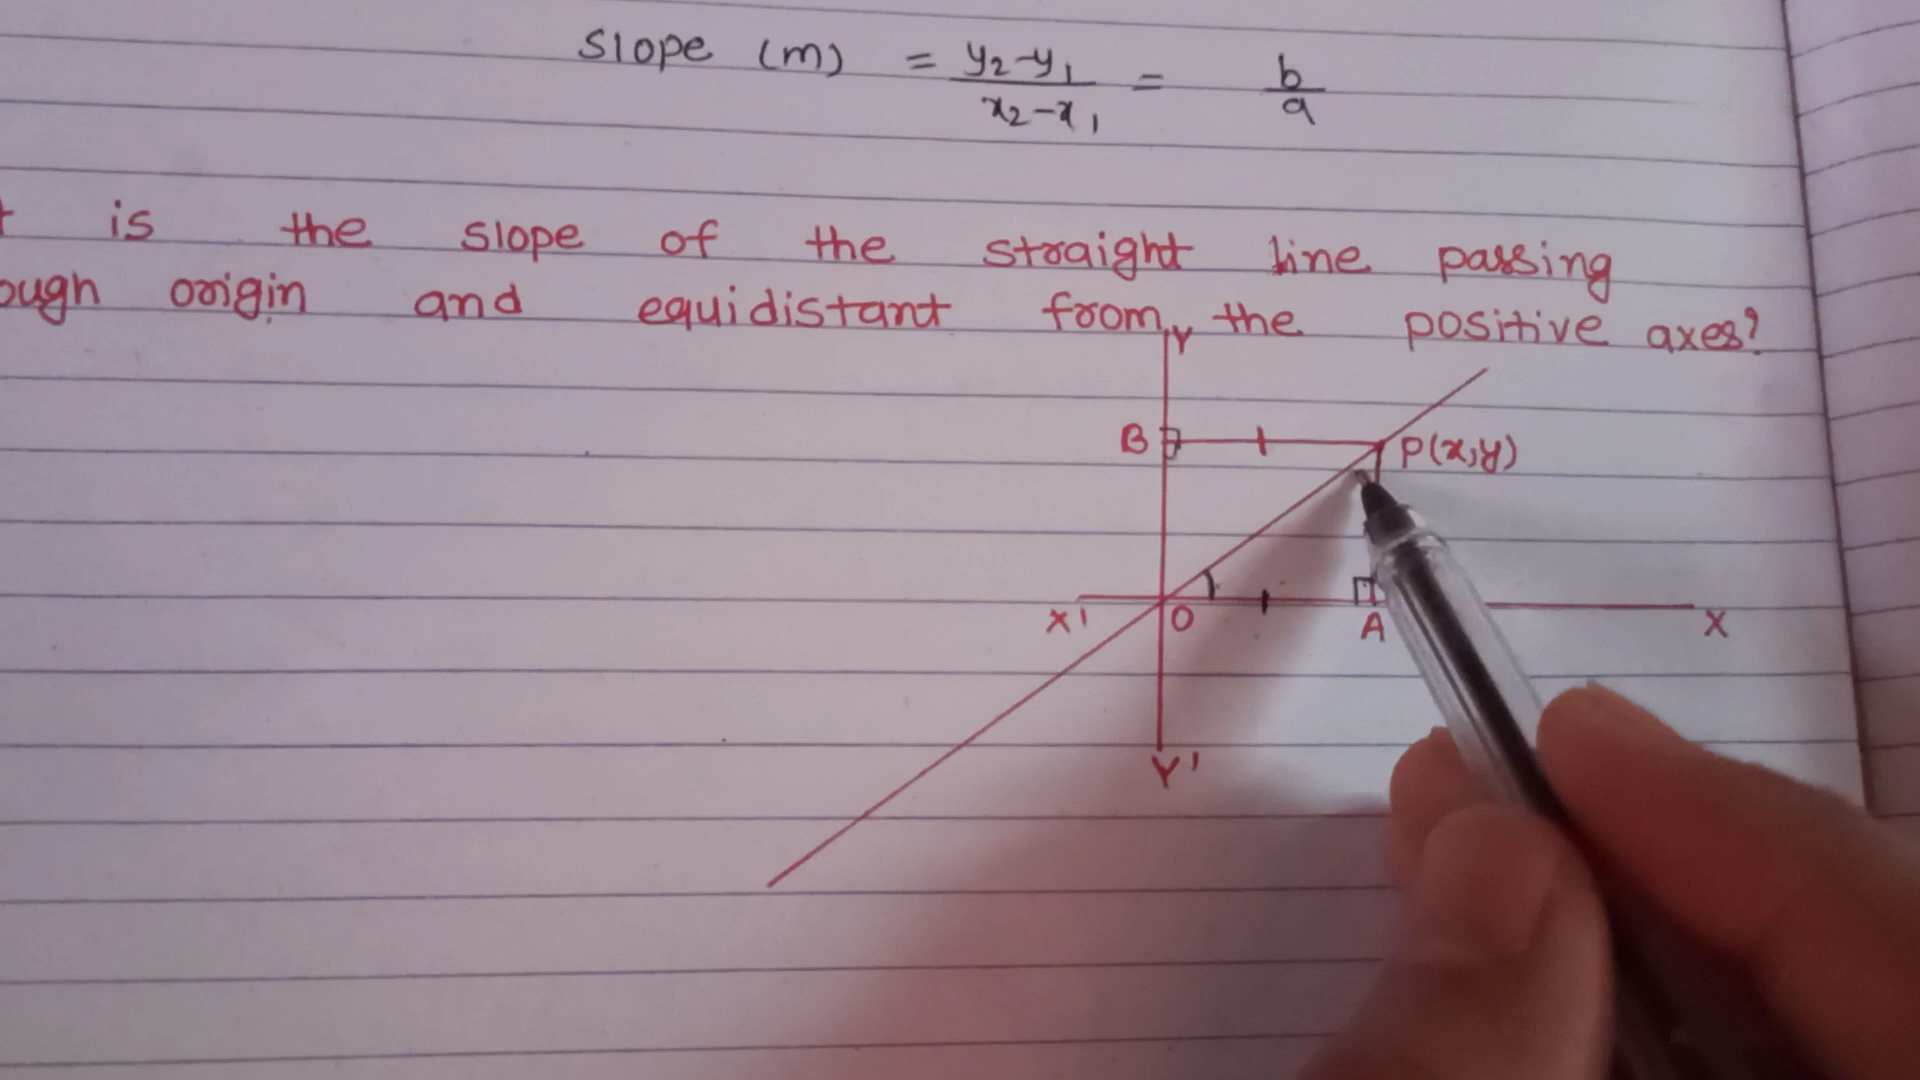 Slope (m) = y₂-y₁ / x₂-x₁ = b/a
is the slope of the straight line passing
origin and equidistant from the positive axes?
Y
B P(x,y)
X' O A X
Y'